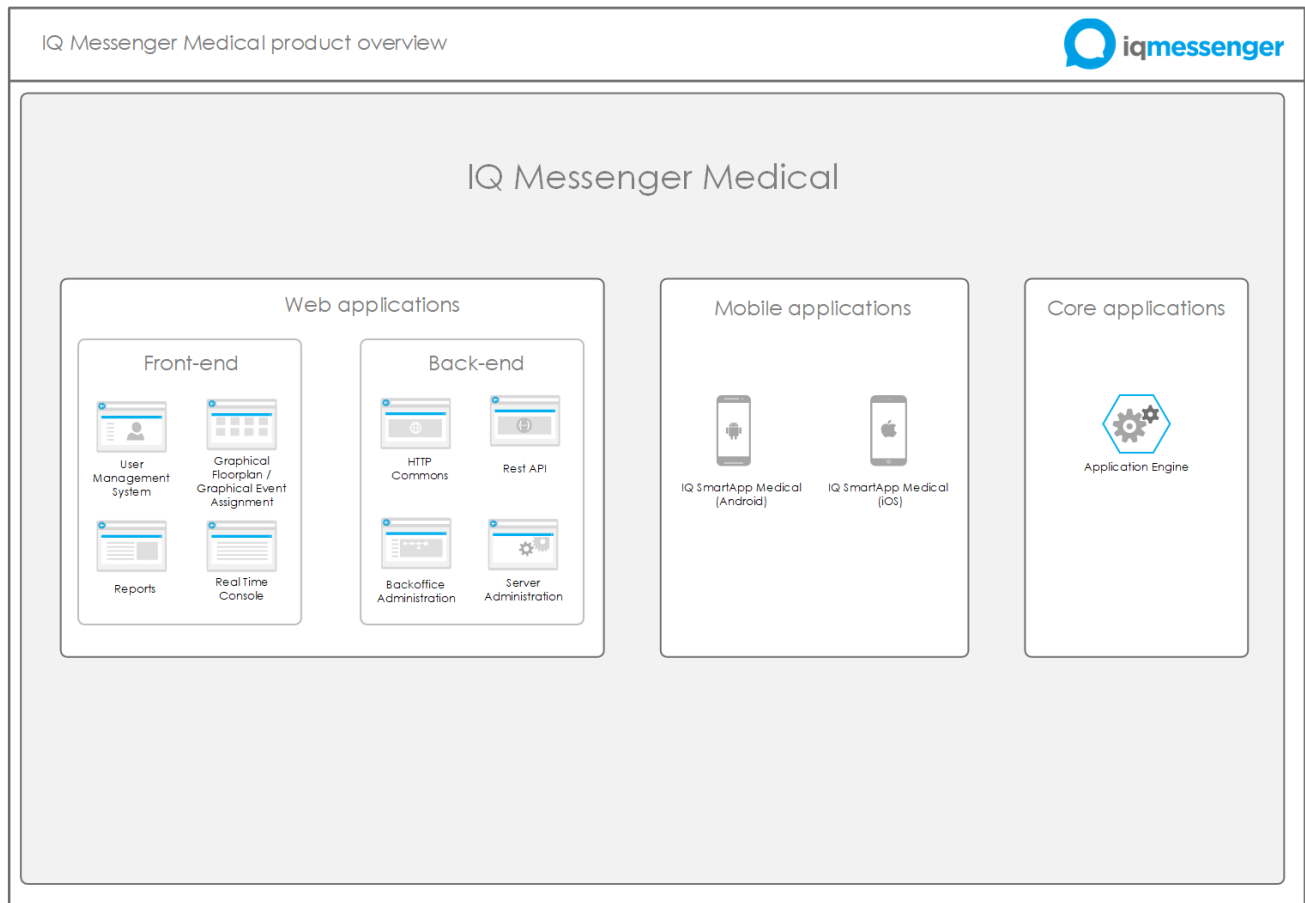 IQ Messenger Medical product overview
iqmessenger
IQ Messenger Medical
Web applications
Front-end
User
Management
System
Graphical
Floorplan /
Graphical Event
Assignment
Reports
Real Time
Console
Back-end
HTTP
Commons
Rest API
Backoffice
Administration
Server
Administration
Mobile applications
IQ SmartApp Medical
(Android)
IQ SmartApp Medical
(iOS)
Core applications
Application Engine